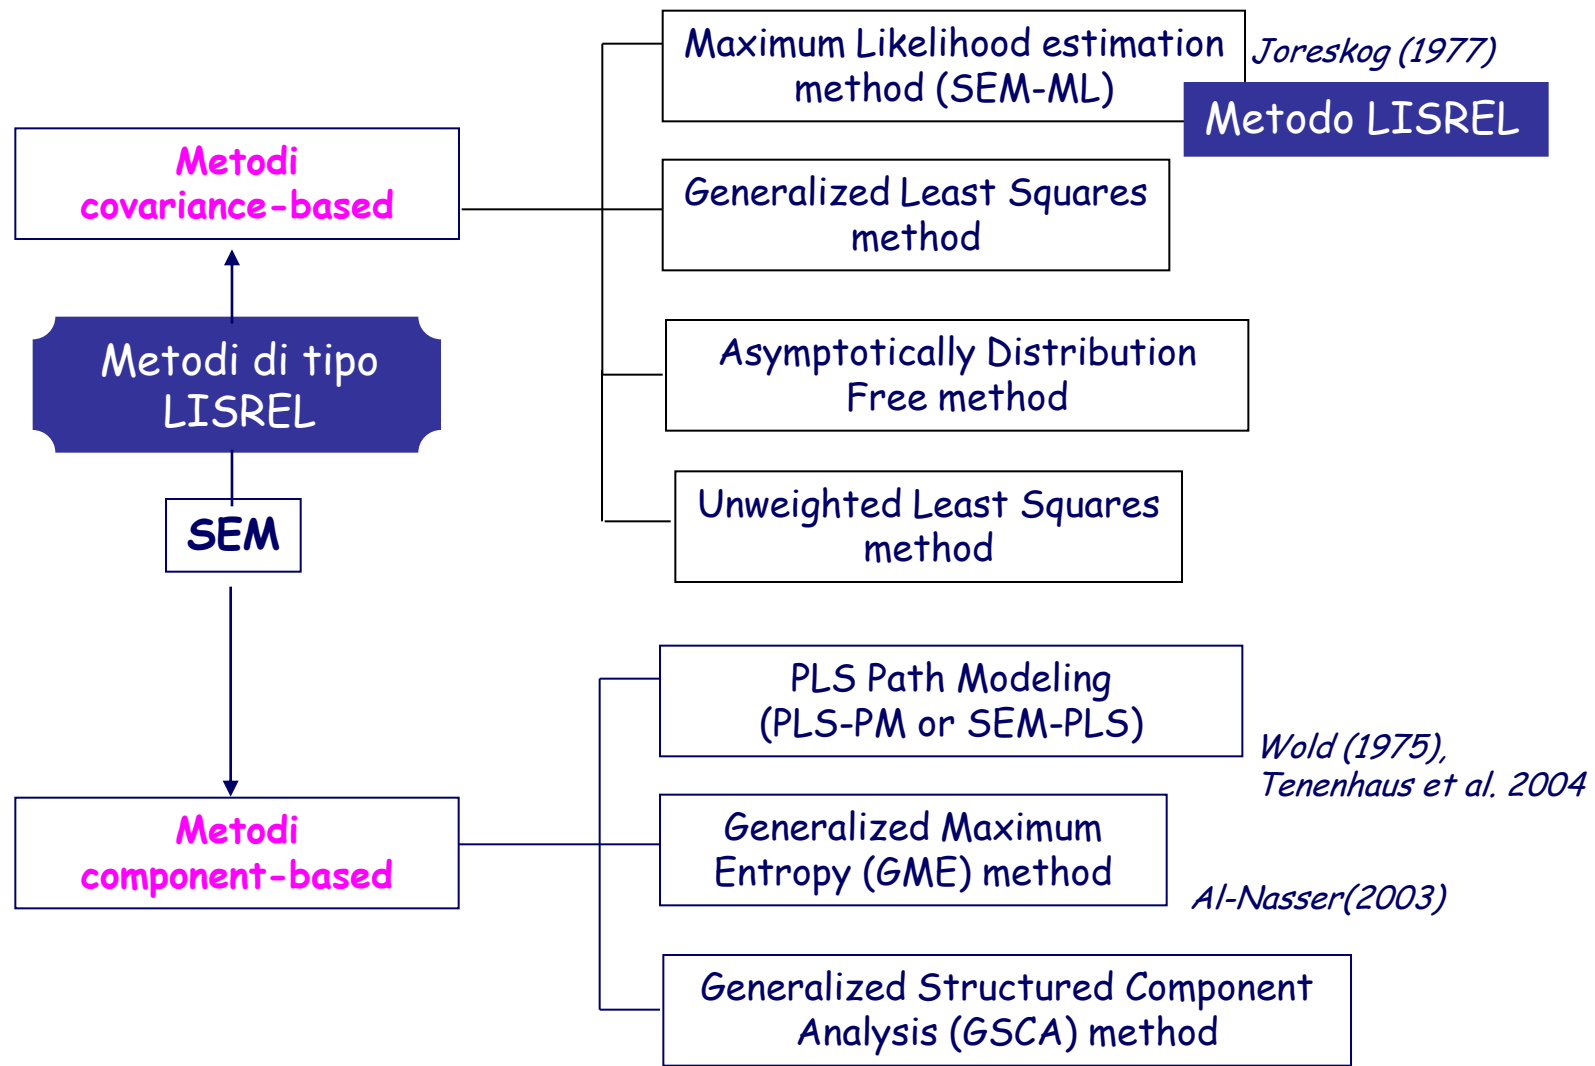 Maximum Likelihood estimation
method (SEM-ML)
Joreskog (1977)
Metodo LISREL
Metodi
covariance-based
Generalized Least Squares
method
Metodi di tipo
LISREL
Asymptotically Distribution
Free method
SEM
Unweighted Least Squares
method
PLS Path Modeling
(PLS-PM or SEM-PLS)
Wold (1975),
Tenenhaus et al. 2004
Metodi
component-based
Generalized Maximum
Entropy (GME) method
Al-Nasser(2003)
Generalized Structured Component
Analysis (GSCA) method